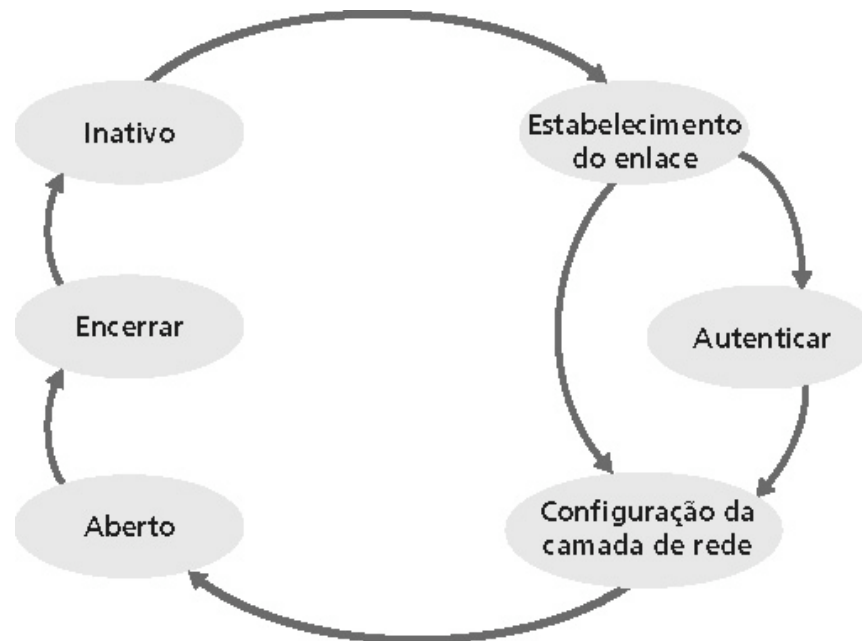 Inativo
Estabelecimento
do enlace
Encerrar
Autenticar
Aberto
Configuração da
camada de rede